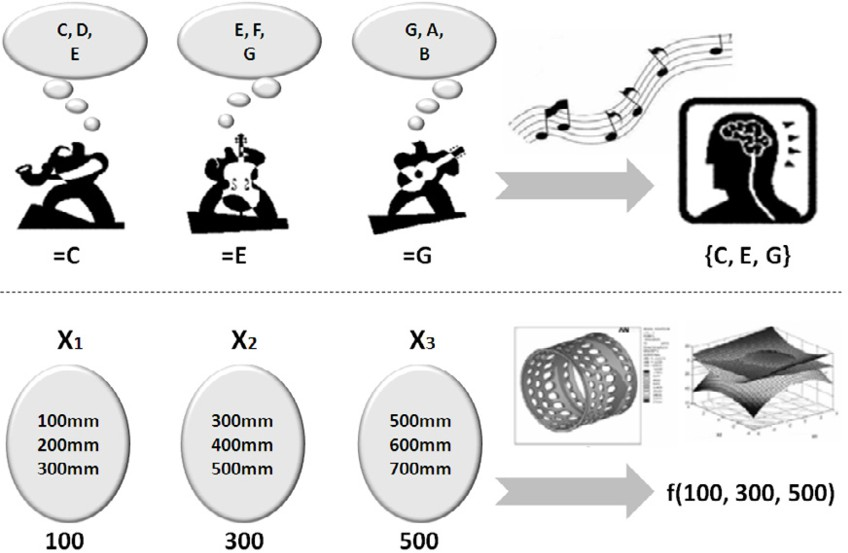 C, D,
E
E, F,
G
G, A,
B
=C
=E
=G
{C, E, G}
X1
X2
X3
100mm
200mm
300mm
300mm
400mm
500mm
500mm
600mm
700mm
100
300
500
f(100, 300, 500)